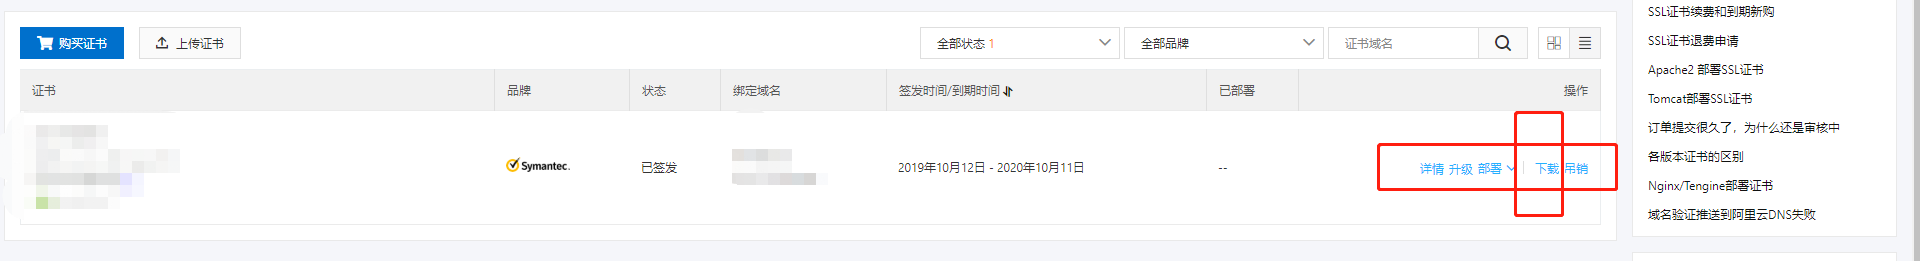 购买证书
上传证书
全部状态 1
全部品牌
证书域名
证书
品牌
状态
绑定域名
签发时间/到期时间
已部署
操作
Symantec.
已签发
2019年10月12日 - 2020年10月11日
--
详情 升级 部署
下载 吊销
SSL证书续费和到期新购
SSL证书退费申请
Apache2 部署SSL证书
Tomcat部署SSL证书
订单提交很久了，为什么还是审核中
各版本证书的区别
Nginx/Tengine部署证书
域名验证推送到阿里云DNS失败